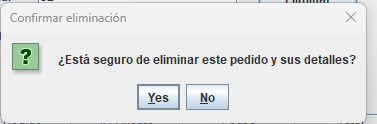 Confirmar eliminación
¿Está seguro de eliminar este pedido y sus detalles?
Yes No